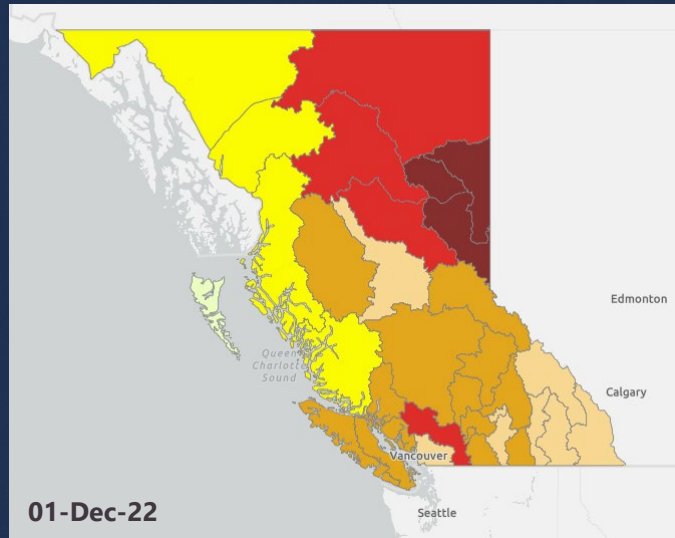 Edmonton
Calgary
Queen
Charlotte
Sound
Vancouver
Seattle
01-Dec-22